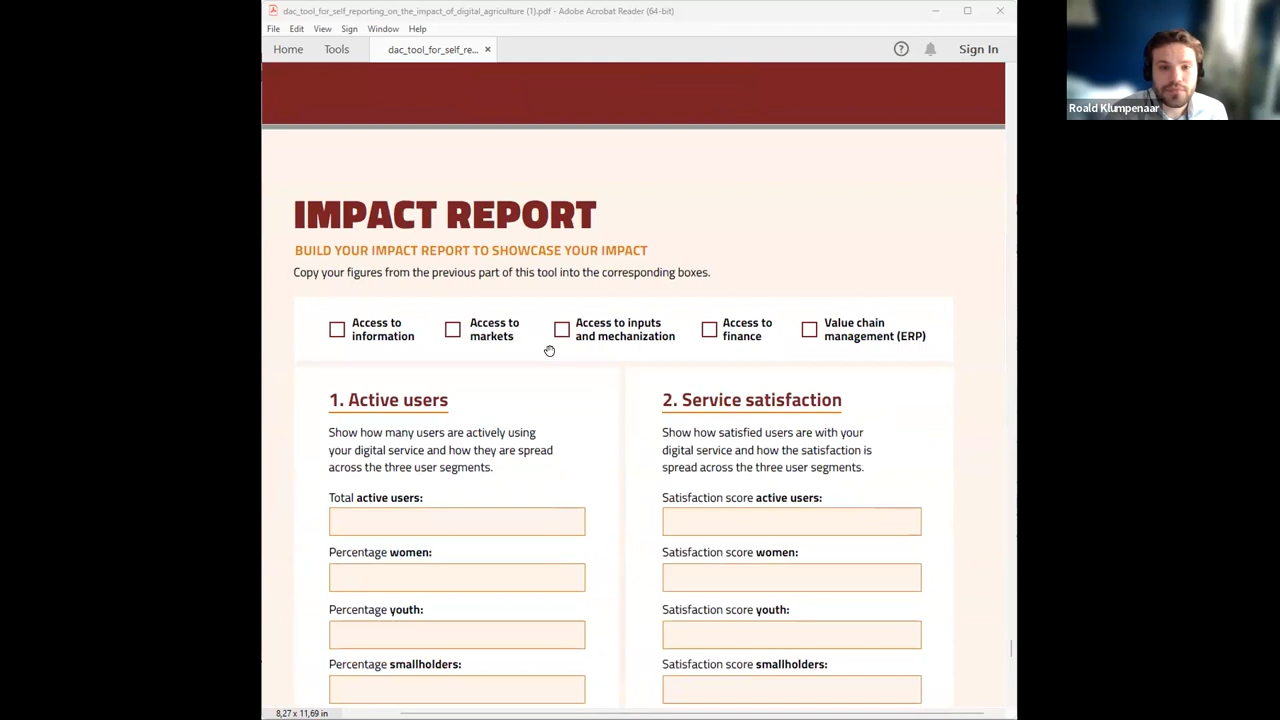 dac_tool_for_self_reporting_on_the_impact_of_digital_agriculture (1).pdf - Adobe Acrobat Reader (64-bit)
File Edit View Window Help
Home Tools dac_tool_for_self_re... × Sign In
Roald Klumpenaar
IMPACT REPORT
BUILD YOUR IMPACT REPORT TO SHOWCASE YOUR IMPACT
Copy your figures from the previous part of this tool into the corresponding boxes.
Access to
information
Access to
markets
Access to inputs
and mechanization
Access to
finance
Value chain
management (ERP)
1. Active users
Show how many users are actively using
your digital service and how they are spread
across the three user segments.
Total active users:
Percentage women:
Percentage youth:
Percentage smallholders:
2. Service satisfaction
Show how satisfied users are with your
digital service and how the satisfaction is
spread across the three user segments.
Satisfaction score active users:
Satisfaction score women:
Satisfaction score youth:
Satisfaction score smallholders:
8,27 x 11,69 in